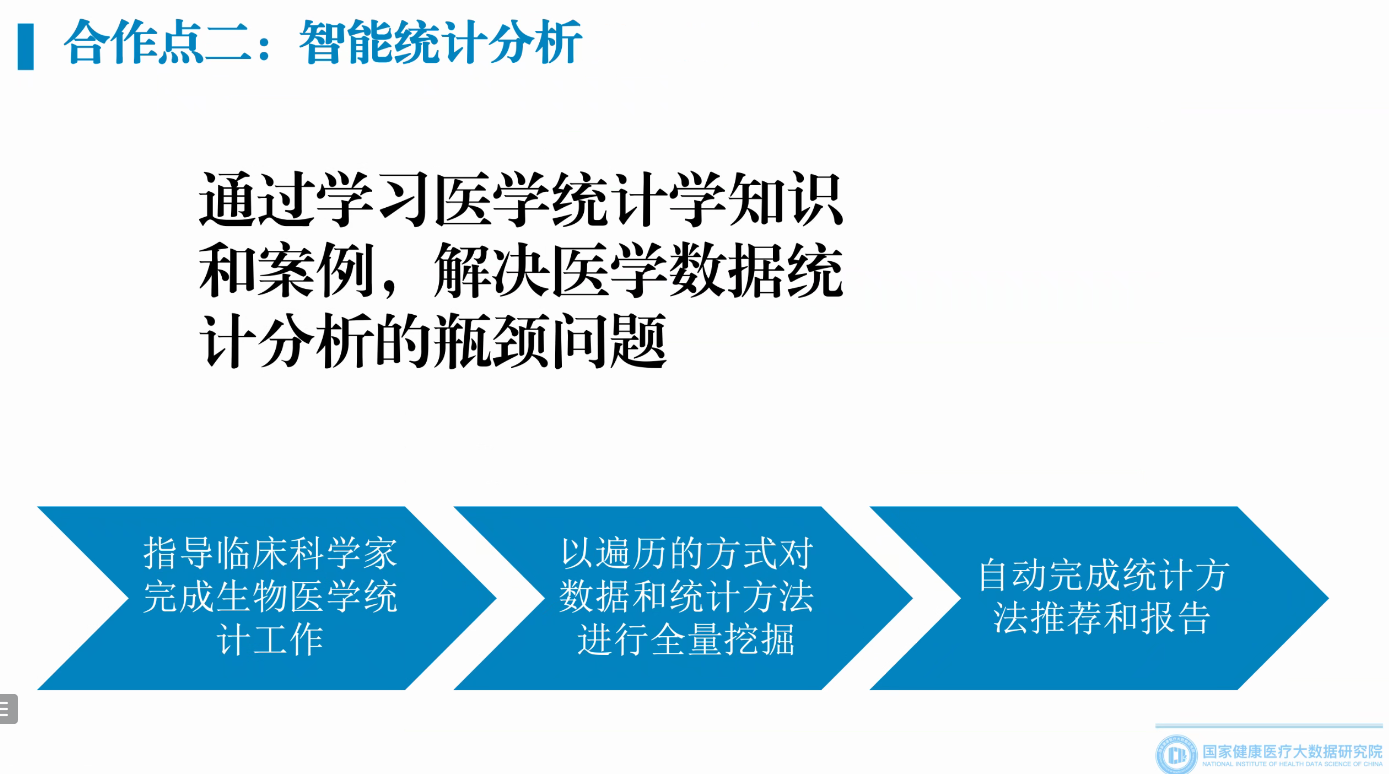 合作点二：智能统计分析
通过学习医学统计学知识
和案例，解决医学数据统
计分析的瓶颈问题
指导临床科学家
完成生物医学统
计工作
以遍历的方式对
数据和统计方法
进行全量挖掘
自动完成统计方
法推荐和报告
国家健康医疗大数据研究院
NATIONAL INSTITUTE OF HEALTH DATA SCIENCE OF CHINA